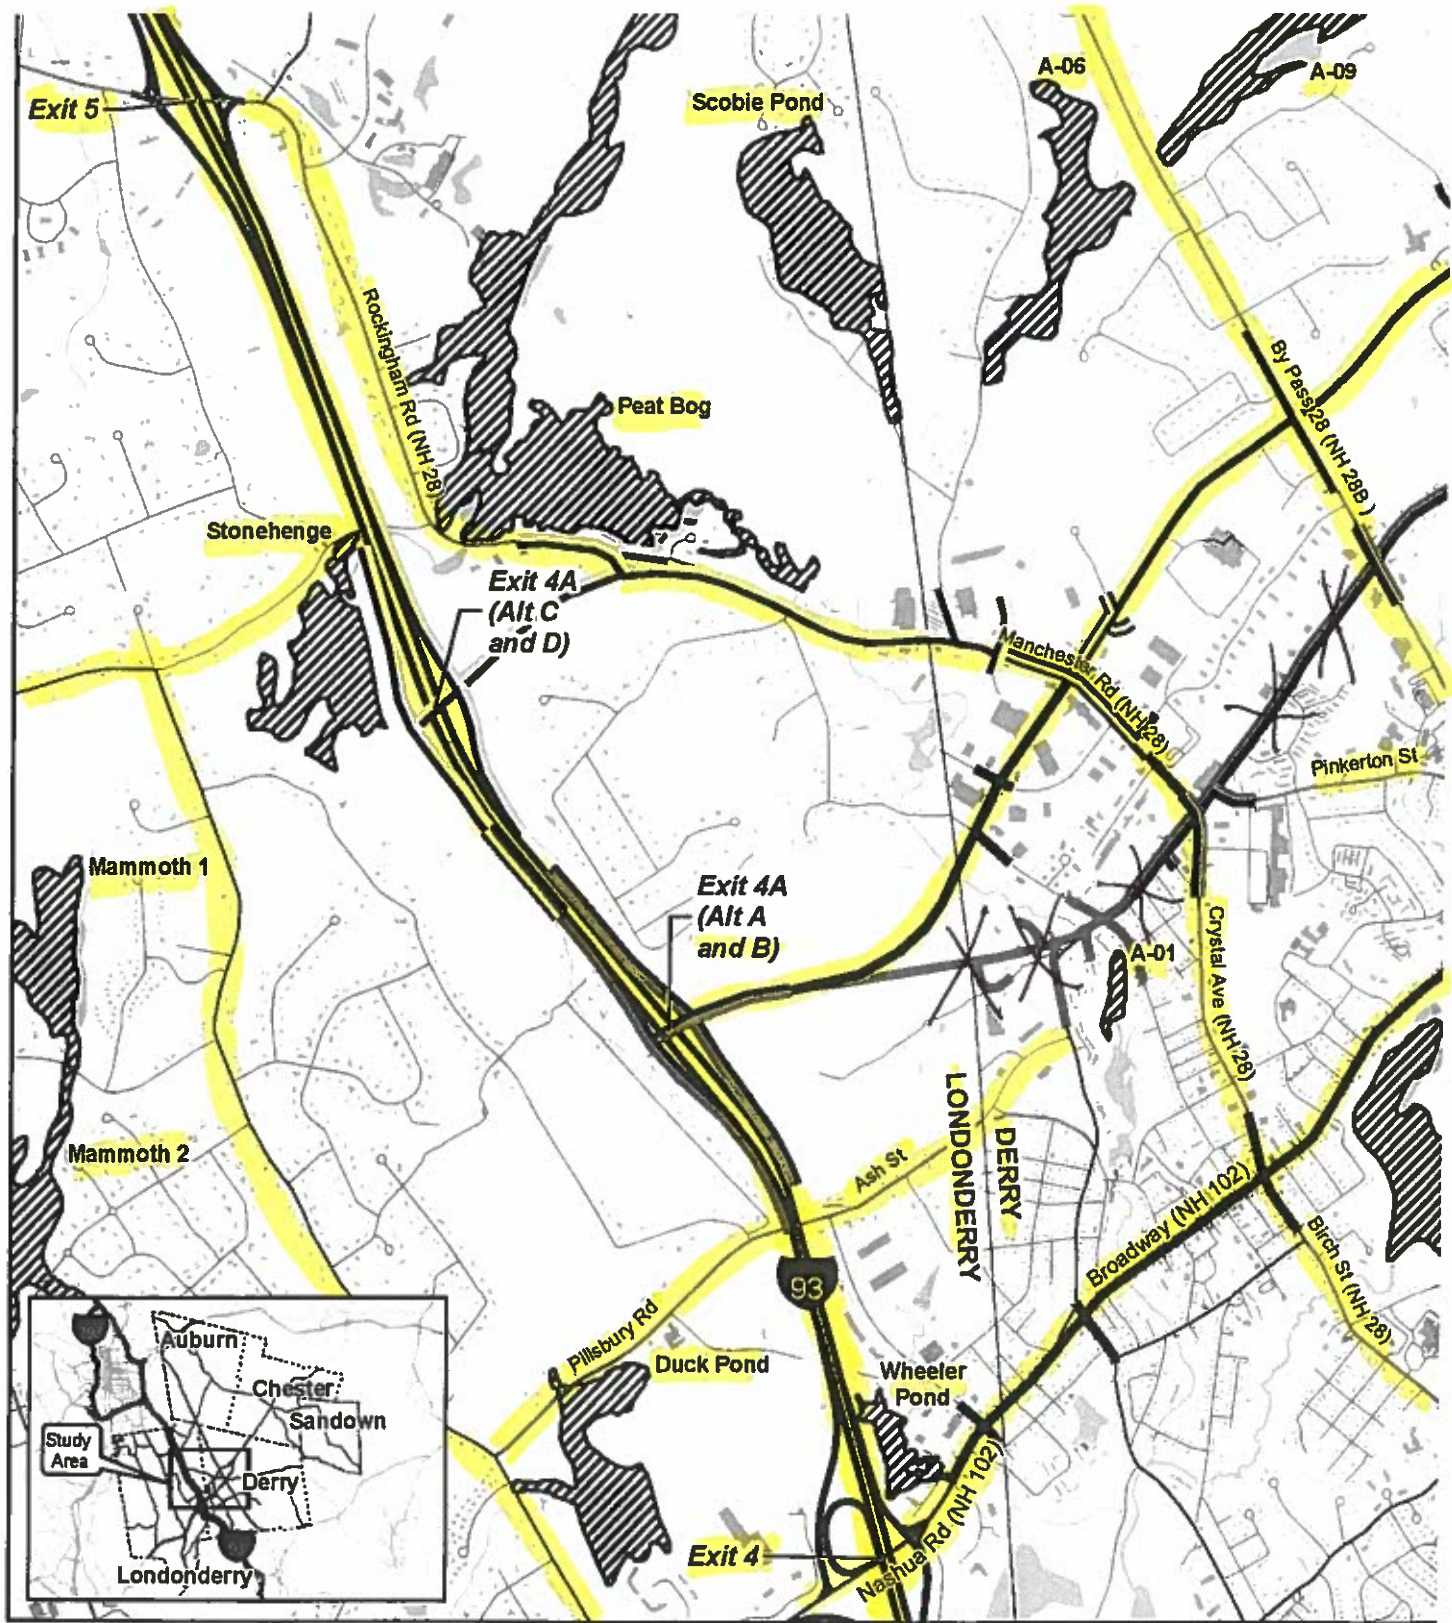 A-06
A-09
Exit 5
Scobie Pond
Rockingham Rd (NH 28)
By Pass 28 (NH 28B )
Peat Bog
Stonehenge
Exit 4A
(Alt C
and D)
Manchester Rd (NH 28)
Pinkerton St
Mammoth 1
Exit 4A
(Alt A
and B)
Crystal Ave (NH 28)
A-01
LONDONDERRY
DERRY
Mammoth 2
Ash St
Broadway (NH 102)
Birch St (NH 28)
93
Pillsbury Rd
Duck Pond
Wheeler
Pond
Auburn
Chester
Sandown
Study
Area
Derry
Londonderry
Exit 4
Nashua Rd (NH 102)